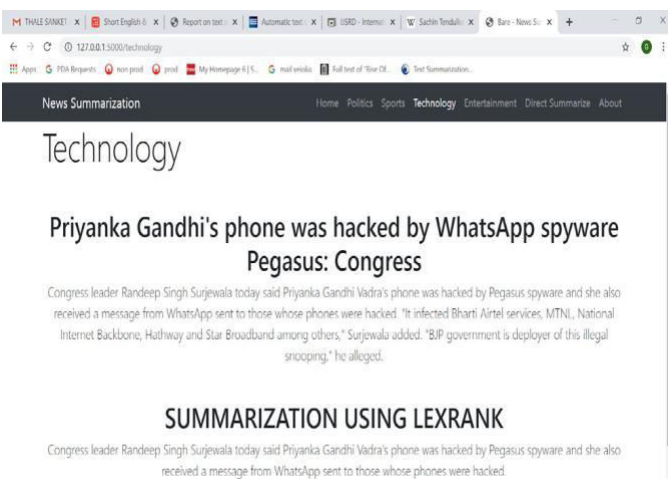 THALE SANKET
Short English &
Report on text
Automatic text
IJSRD - Internat
Sachin Tendulk
Bare - News Su
127.0.0.1:5000/technology
Apps
PDA Requests
non prod
prod
My Homepage 6 | S...
Full text of "Rise Of...
Text Summarization...
News Summarization
Home Politics Sports Technology Entertainment Direct Summarize About
Technology
Priyanka Gandhi's phone was hacked by WhatsApp spyware
Pegasus: Congress
Congress leader Randeep Singh Surjewala today said Priyanka Gandhi Vadra's phone was hacked by Pegasus spyware and she also
received a message from WhatsApp sent to those whose phones were hacked. "It infected Bharti Airtel services, MTNL, National
Internet Backbone, Hathway and Star Broadband among others," Surjewala added. "BJP government is deployer of this illegal
snooping," he alleged.
SUMMARIZATION USING LEXRANK
Congress leader Randeep Singh Surjewala today said Priyanka Gandhi Vadra's phone was hacked by Pegasus spyware and she also
received a message from WhatsApp sent to those whose phones were hacked.